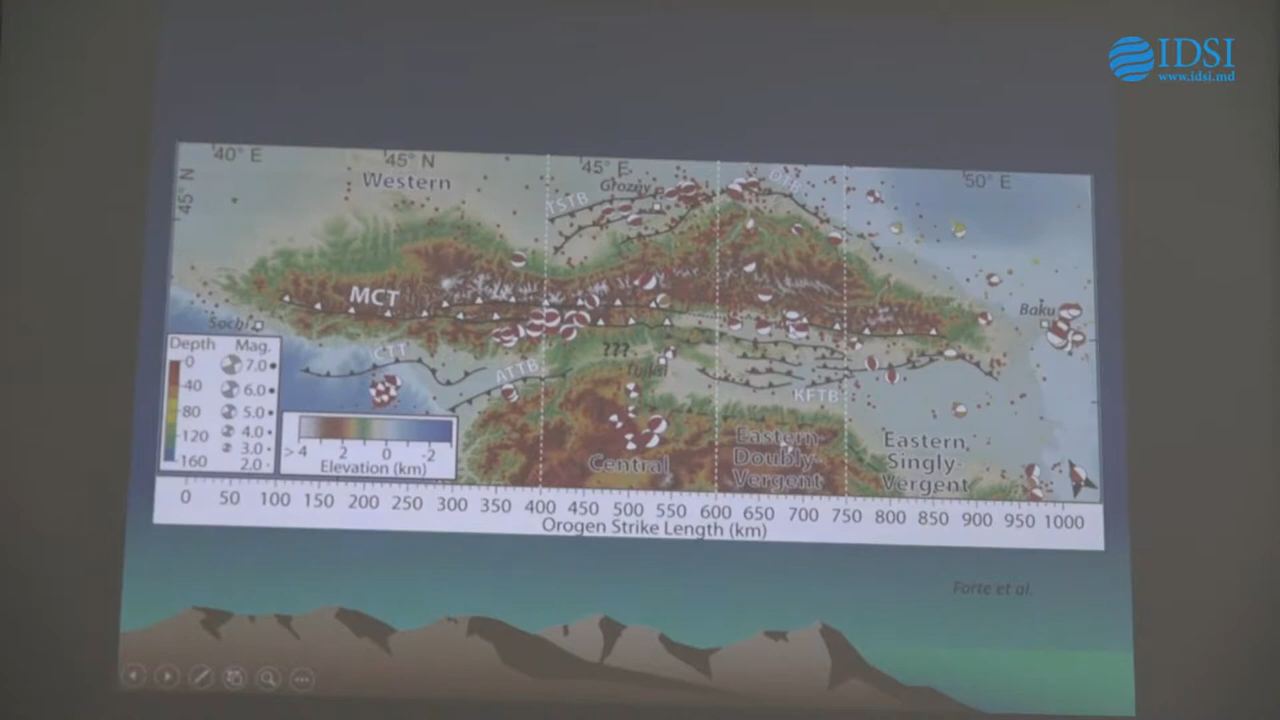 IDSI
www.idsi.md
40° E
45° N
45° E
50° E
45° N
Western
Grozny
TSTB
DTB
MCT
Sochi
Baku
CTT
ATTB
???
KFTB
Depth
Mag.
0
40
80
120
160
7.0
6.0
5.0
4.0
3.0
2.0
>4 2 0 -2
Elevation (km)
Central
Eastern
Doubly-
Vergent
Eastern,
Singly-
Vergent
0 50 100 150 200 250 300 350 400 450 500 550 600 650 700 750 800 850 900 950 1000
Orogen Strike Length (km)
Forte et al.